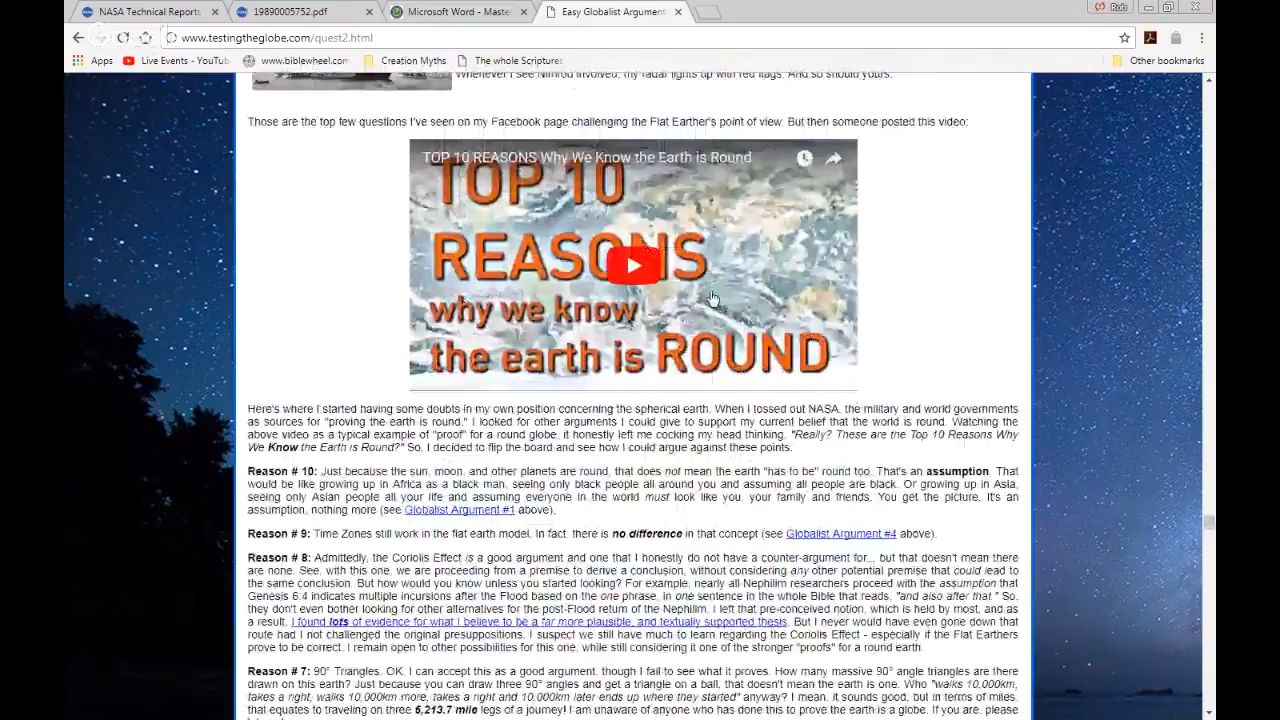 NASA Technical Reports
19890005752.pdf
Microsoft Word - Maste
Easy Globalist Argument
Rob
www.testingtheglobe.com/quest2.html
Apps
Live Events - YouTub
www.biblewheel.com
Creation Myths
The whole Scriptures
Other bookmarks
Whenever I see Nimrod involved, my radar lights up with red flags. And so should yours.
Those are the top few questions I've seen on my Facebook page challenging the Flat Earther's point of view. But then someone posted this video:
TOP 10 REASONS Why We Know the Earth is Round
TOP 10
REASONS
why we know
the earth is ROUND
Here's where I started having some doubts in my own position concerning the spherical earth. When I tossed out NASA, the military and world governments
as sources for "proving the earth is round," I looked for other arguments I could give to support my current belief that the world is round. Watching the
above video as a typical example of "proof" for a round globe, it honestly left me cocking my head thinking, "Really? These are the Top 10 Reasons Why
We Know the Earth is Round?" So, I decided to flip the board and see how I could argue against these points.
Reason # 10: Just because the sun, moon, and other planets are round, that does not mean the earth "has to be" round too. That's an assumption. That
would be like growing up in Africa as a black man, seeing only black people all around you and assuming all people are black. Or growing up in Asia,
seeing only Asian people all your life and assuming everyone in the world must look like you, your family and friends. You get the picture. It's an
assumption, nothing more (see Globalist Argument #1 above).
Reason # 9: Time Zones still work in the flat earth model. In fact, there is no difference in that concept (see Globalist Argument #4 above).
Reason # 8: Admittedly, the Coriolis Effect is a good argument and one that I honestly do not have a counter-argument for... but that doesn't mean there
are none. See, with this one, we are proceeding from a premise to derive a conclusion, without considering any other potential premise that could lead to
the same conclusion. But how would you know unless you started looking? For example, nearly all Nephilim researchers proceed with the assumption that
Genesis 6:4 indicates multiple incursions after the Flood based on the one phrase, in one sentence in the whole Bible that reads, "and also after that." So,
they don't even bother looking for other alternatives for the post-Flood return of the Nephilim. I left that pre-conceived notion, which is held by most, and as
a result, I found lots of evidence for what I believe to be a far more plausible, and textually supported thesis. But I never would have even gone down that
route had I not challenged the original presuppositions. I suspect we still have much to learn regarding the Coriolis Effect - especially if the Flat Earthers
prove to be correct. I remain open to other possibilities for this one, while still considering it one of the stronger "proofs" for a round earth.
Reason # 7: 90° Triangles. OK, I can accept this as a good argument, though I fail to see what it proves. How many massive 90° angle triangles are there
drawn on this earth? Just because you can draw three 90° angles and get a triangle on a ball, that doesn't mean the earth is one. Who "walks 10,000km,
takes a right, walks 10,000km more, takes a right and 10,000km later ends up where they started" anyway? I mean, it sounds good, but in terms of miles,
that equates to traveling on three 6,213.7 mile legs of a journey! I am unaware of anyone who has done this to prove the earth is a globe. If you are, please